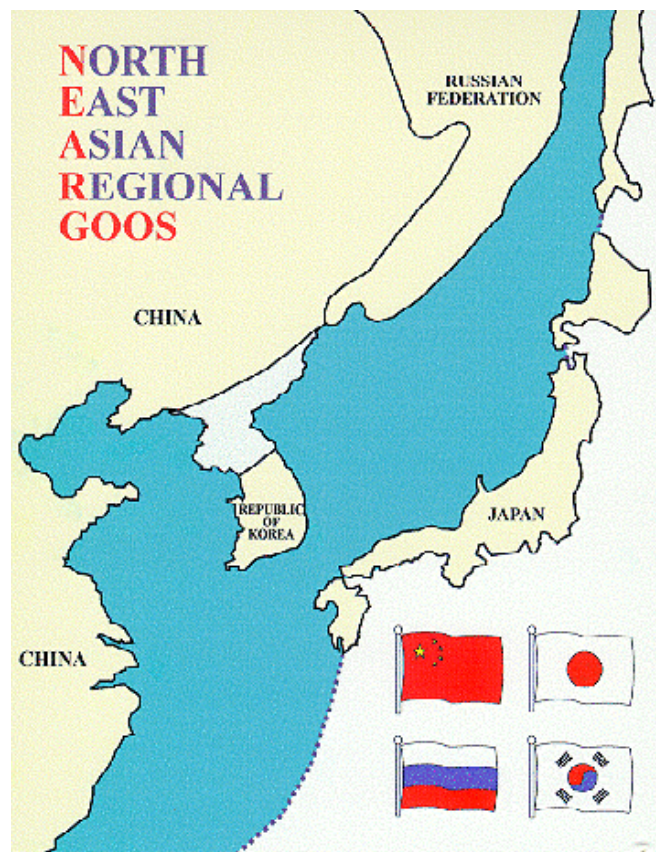 NORTH
EAST
ASIAN
REGIONAL
GOOS
RUSSIAN
FEDERATION
CHINA
REPUBLIC
OF
KOREA
JAPAN
CHINA